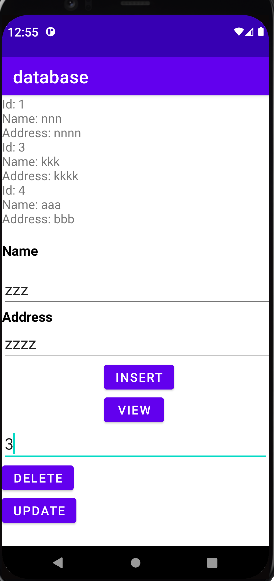 12:55
database
Id: 1
Name: nnn
Address: nnnn
Id: 3
Name: kkk
Address: kkkk
Id: 4
Name: aaa
Address: bbb
Name
zzz
Address
zzzz
INSERT
VIEW
3
DELETE
UPDATE